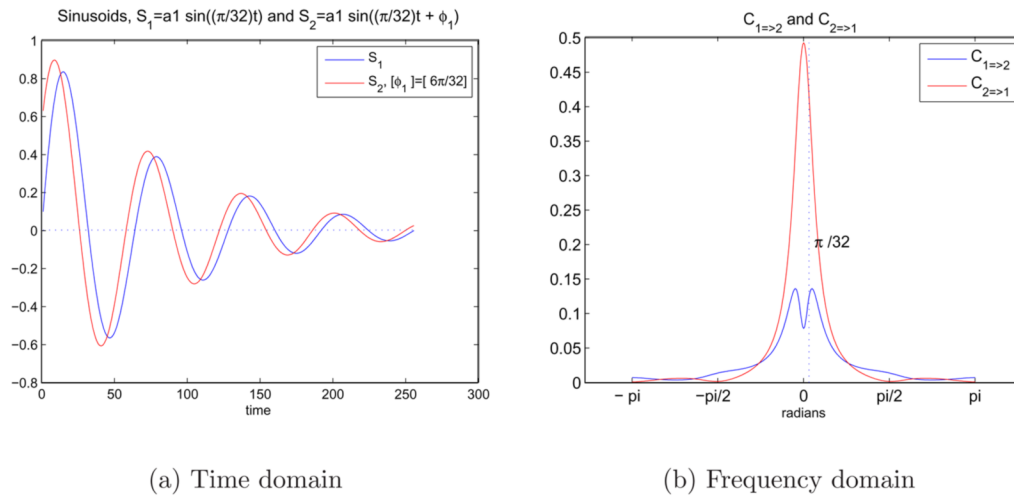 Sinusoids, S₁=a1 sin((π/32)t) and S₂=a1 sin((π/32)t + ϕ₁)
1
0.8
0.6
0.4
0.2
0
−0.2
−0.4
−0.6
−0.8
S₁
S₂, [ϕ₁ ]=[ 6π/32]
0 50 100 150 200 250 300
time
(a) Time domain
C₁₌>₂ and C₂₌>₁
0.5
0.45
0.4
0.35
0.3
0.25
0.2
0.15
0.1
0.05
0
C₁₌>₂
C₂₌>₁
π /32
− pi −pi/2 0 pi/2 pi
radians
(b) Frequency domain